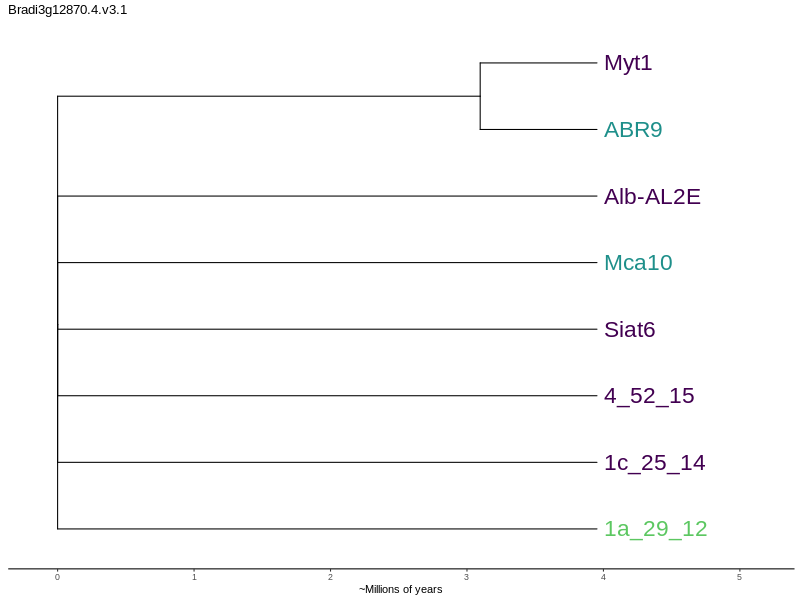 Bradi3g12870.4.v3.1
Myt1
ABR9
Alb-AL2E
Mca10
Siat6
4_52_15
1c_25_14
1a_29_12
0 1 2 3 4 5
~Millions of years